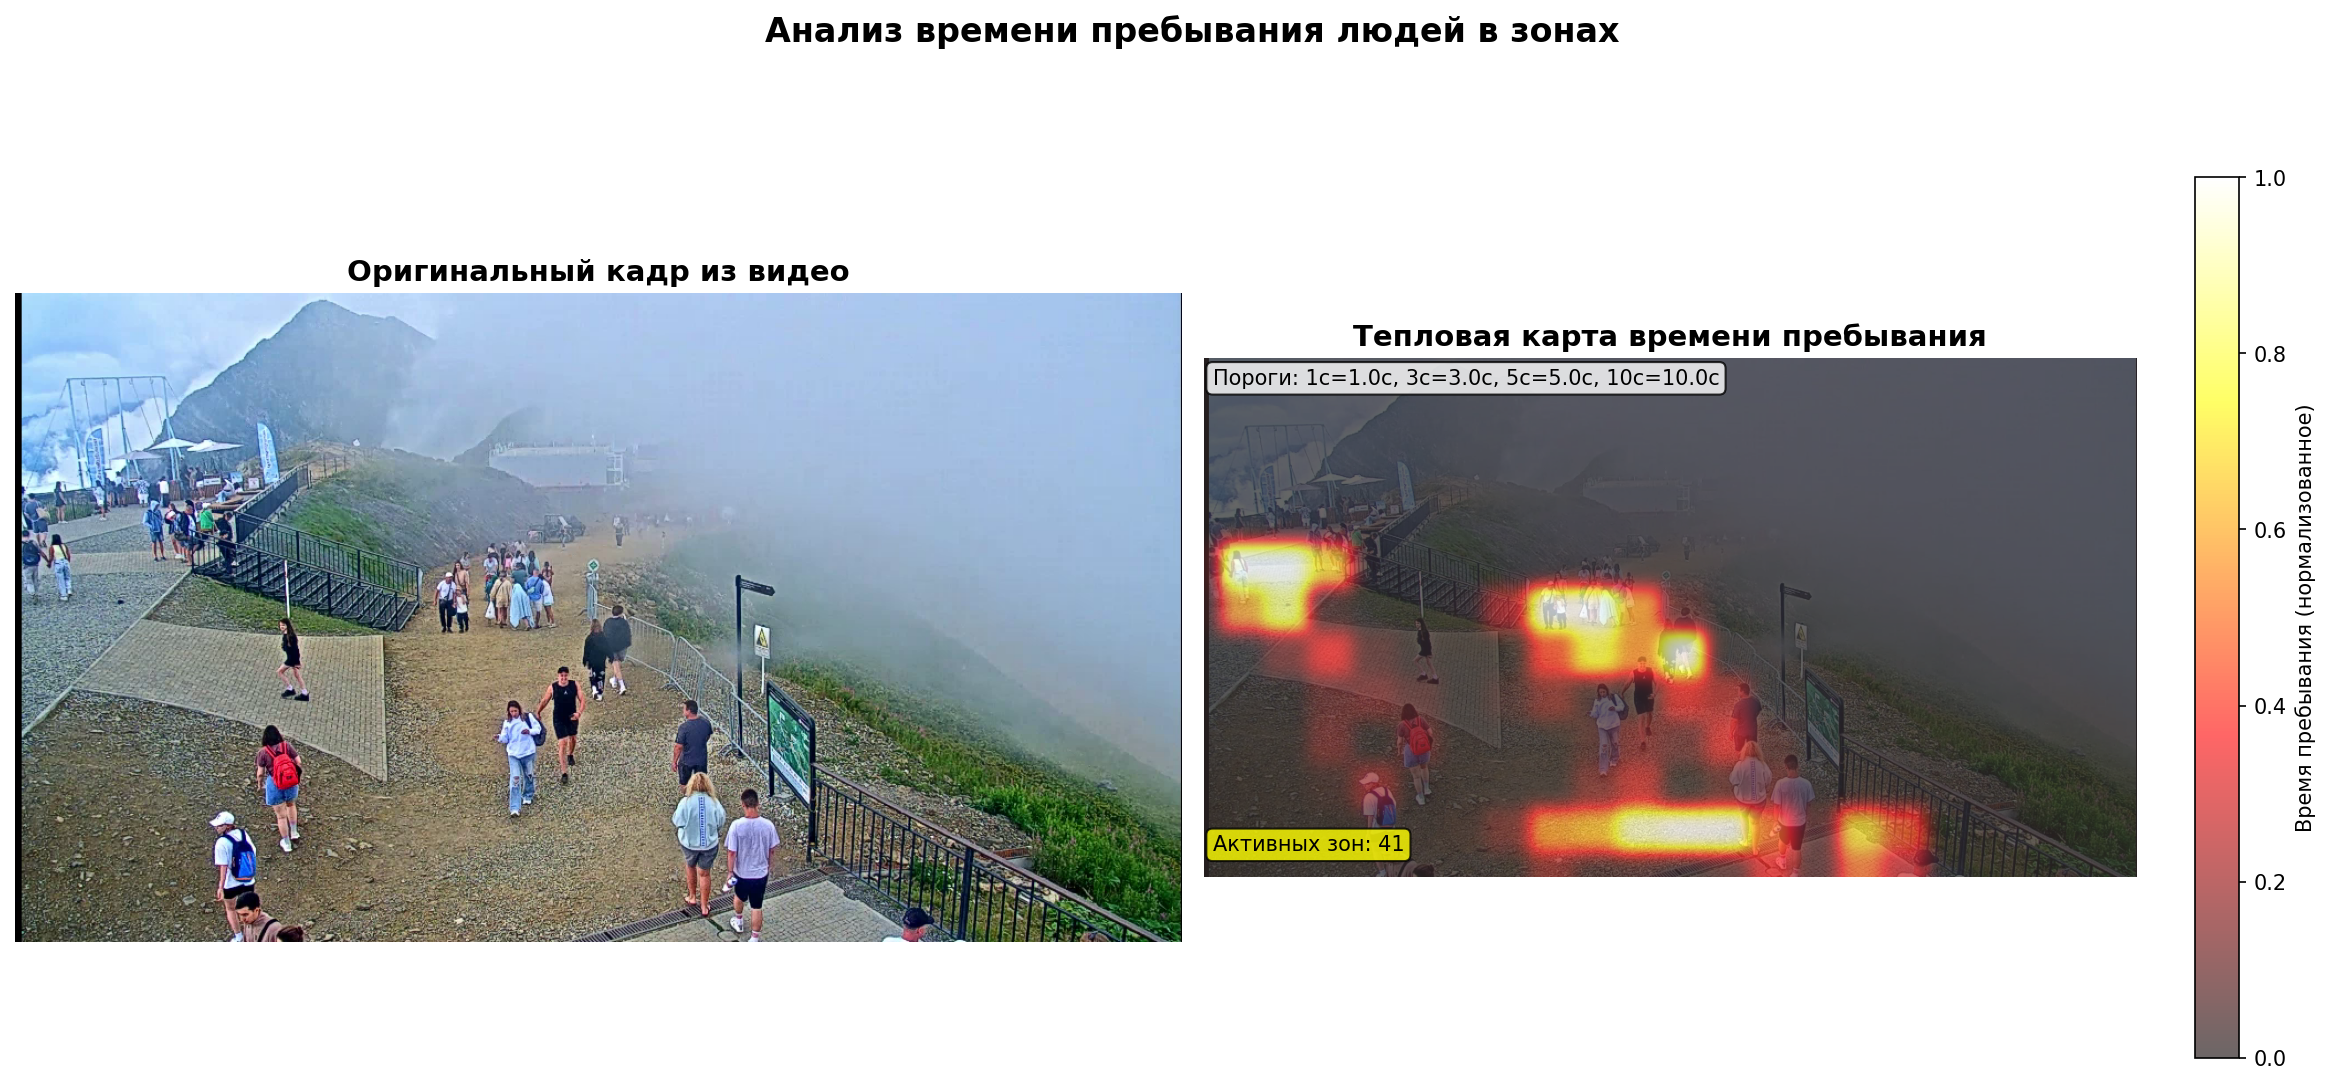 Анализ времени пребывания людей в зонах
Оригинальный кадр из видео
Тепловая карта времени пребывания
Пороги: 1с=1.0с, 3с=3.0с, 5с=5.0с, 10с=10.0с
Активных зон: 41
1.0
0.8
0.6
0.4
0.2
0.0
Время пребывания (нормализованное)